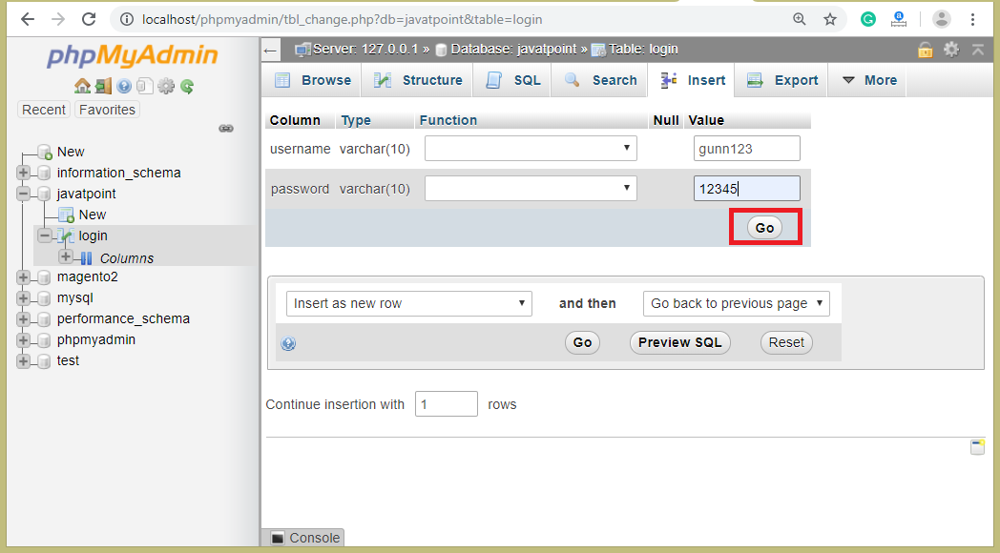 localhost/phpmyadmin/tbl_change.php?db=javatpoint&table=login
phpMyAdmin
Recent Favorites
New
information_schema
javatpoint
New
login
Columns
magento2
mysql
performance_schema
phpmyadmin
test
Server: 127.0.0.1 » Database: javatpoint » Table: login
Browse Structure SQL Search Insert Export More
Column Type Function Null Value
username varchar(10) gunn123
password varchar(10) 12345
Go
Insert as new row and then Go back to previous page
Go Preview SQL Reset
Continue insertion with 1 rows
Console